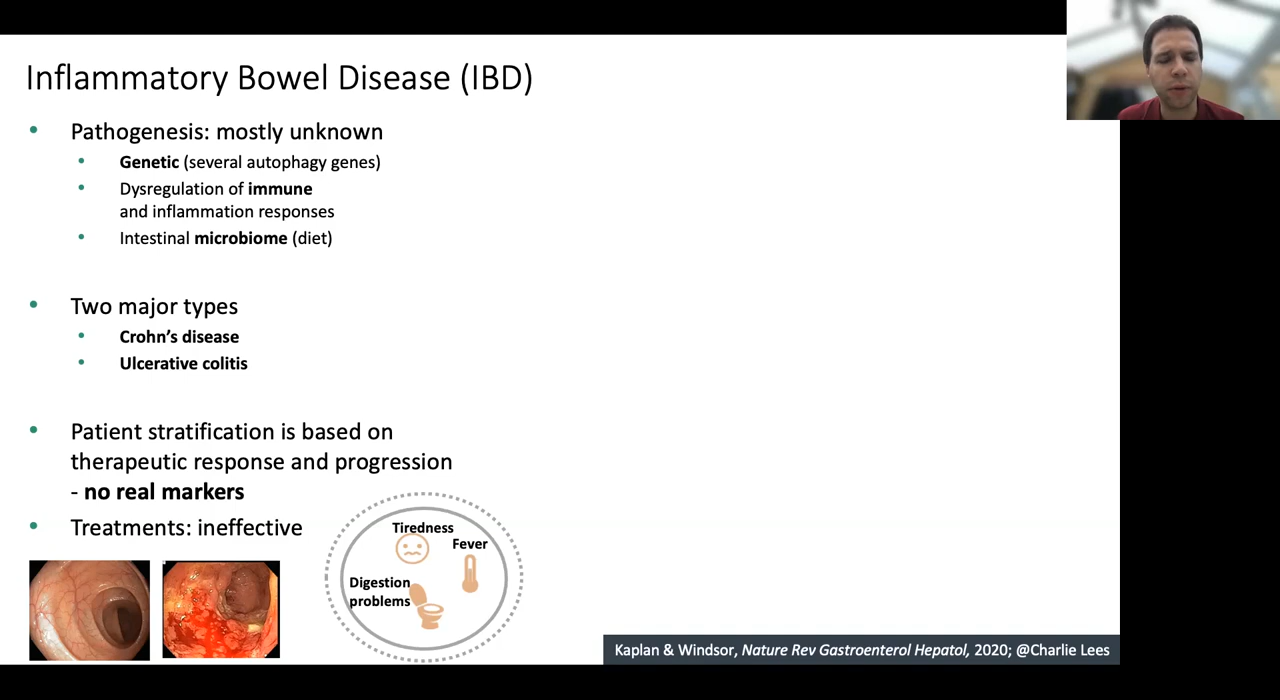 Inflammatory Bowel Disease (IBD)
• Pathogenesis: mostly unknown
• Genetic (several autophagy genes)
• Dysregulation of immune
and inflammation responses
• Intestinal microbiome (diet)
• Two major types
• Crohn’s disease
• Ulcerative colitis
• Patient stratification is based on
therapeutic response and progression
- no real markers
• Treatments: ineffective
Tiredness
Fever
Digestion
problems
Kaplan & Windsor, Nature Rev Gastroenterol Hepatol, 2020; @Charlie Lees